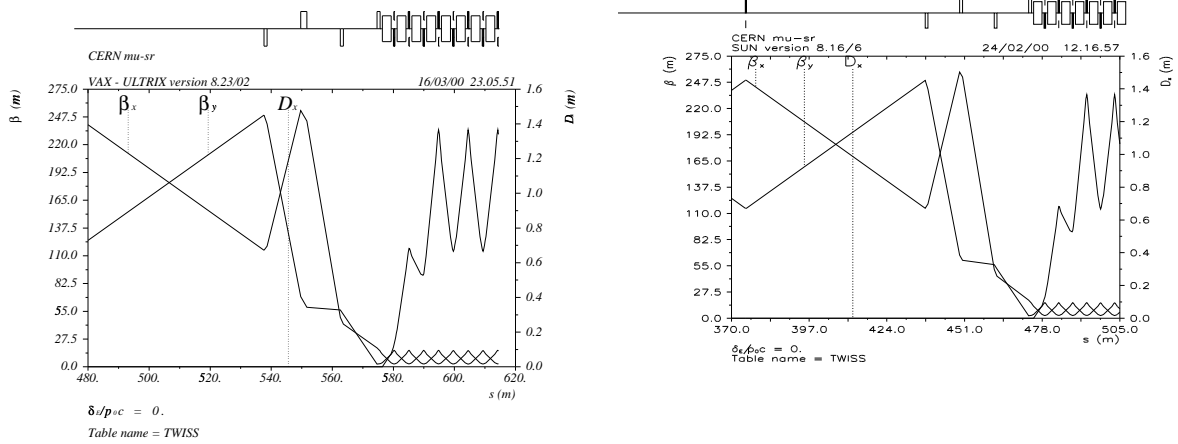 CERN mu-sr
VAX - ULTRIX version 8.23/02 16/03/00 23.05.51
275.0
247.5
220.0
192.5
165.0
137.5
110.0
82.5
55.0
27.5
0.0
β (m)
βx βy Dx
1.6
1.4
1.2
1.0
0.8
0.6
0.4
0.2
0.0
480. 500. 520. 540. 560. 580. 600. 620.
s (m)
δε/p₀c = 0.
Table name = TWISS
CERN mu-sr
SUN version 8.16/6 24/02/00 12.16.57
275.0
247.5
220.0
192.5
165.0
137.5
110.0
82.5
55.0
27.5
0.0
β (m)
βx βy Dx
1.6
1.4
1.2
1.0
0.8
0.6
0.4
0.2
0.0
Dx (m)
370.0 397.0 424.0 451.0 478.0 505.0
s (m)
δε/p₀c = 0.
Table name = TWISS